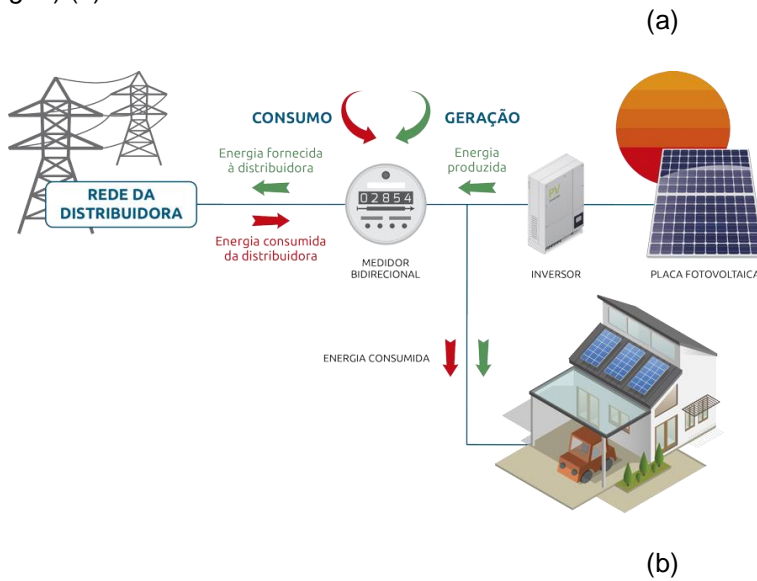 (a)
CONSUMO
GERAÇÃO
Energia fornecida
à distribuidora
Energia
produzida
REDE DA
DISTRIBUIDORA
02854
PV
Energia consumida
da distribuidora
MEDIDOR
BIDIRECIONAL
INVERSOR
PLACA FOTOVOLTAICA
ENERGIA CONSUMIDA
(b)